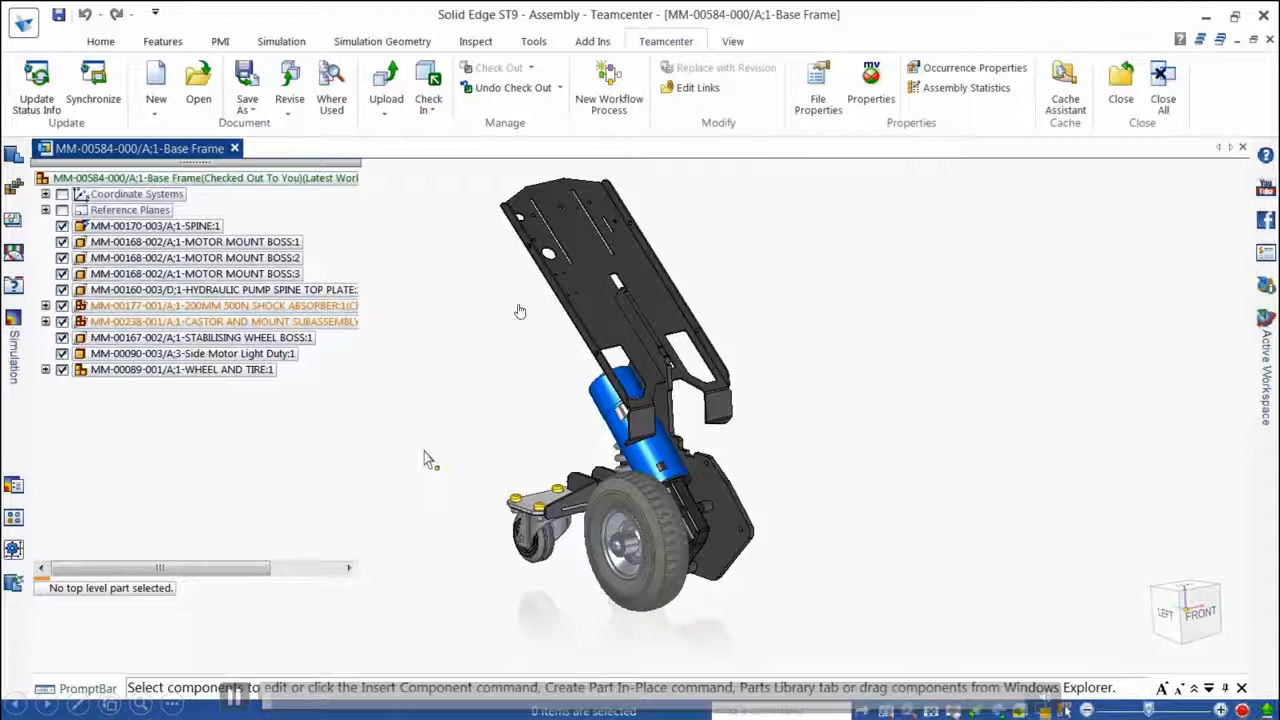 Solid Edge ST9 - Assembly - Teamcenter - [MM-00584-000/A;1-Base Frame]
Home Features PMI Simulation Simulation Geometry Inspect Tools Add Ins Teamcenter View
Update Status Info
Synchronize
Update
New
Open
Save As
Revise
Where Used
Document
Upload
Check In
Check Out
Undo Check Out
Manage
New Workflow Process
Replace with Revision
Edit Links
Modify
File Properties
mv
Properties
Occurrence Properties
Assembly Statistics
Properties
Cache Assistant
Cache
Close
Close All
Close
MM-00584-000/A;1-Base Frame
MM-00584-000/A;1-Base Frame(Checked Out To You)(Latest Worl
Coordinate Systems
Reference Planes
MM-00170-003/A;1-SPINE:1
MM-00168-002/A;1-MOTOR MOUNT BOSS:1
MM-00168-002/A;1-MOTOR MOUNT BOSS:2
MM-00168-002/A;1-MOTOR MOUNT BOSS:3
MM-00160-003/D;1-HYDRAULIC PUMP SPINE TOP PLATE:
MM-00177-001/A;1-200MM 500N SHOCK ABSORBER:1(C
MM-00238-001/A;1-CASTOR AND MOUNT SUBASSEMBLY
MM-00167-002/A;1-STABILISING WHEEL BOSS:1
MM-00090-003/A;3-Side Motor Light Duty:1
MM-00089-001/A;1-WHEEL AND TIRE:1
Simulation
No top level part selected.
You Tube
Active Workspace
LEFT
FRONT
PromptBar
Select components to edit or click the Insert Component command, Create Part In-Place command, Parts Library tab or drag components from Windows Explorer.
0 items are selected